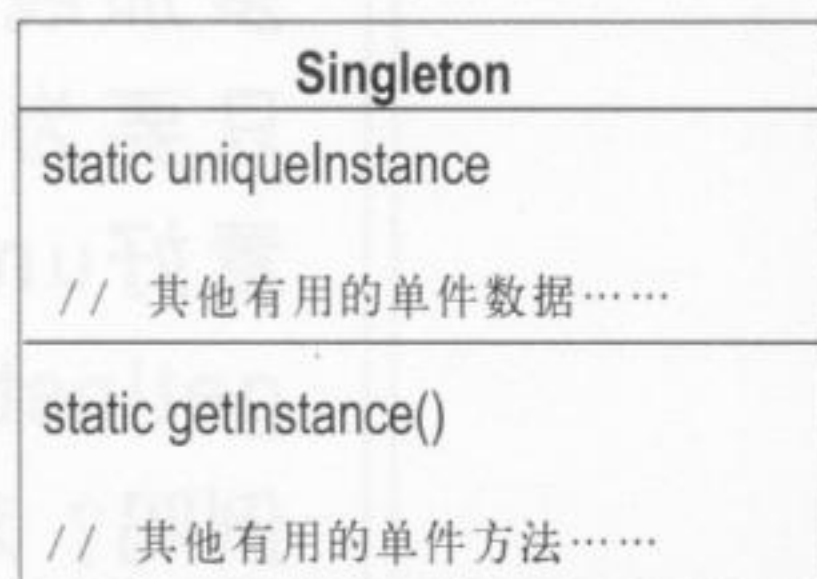 Singleton
static uniqueInstance
// 其他有用的单件数据……
static getInstance()
// 其他有用的单件方法……